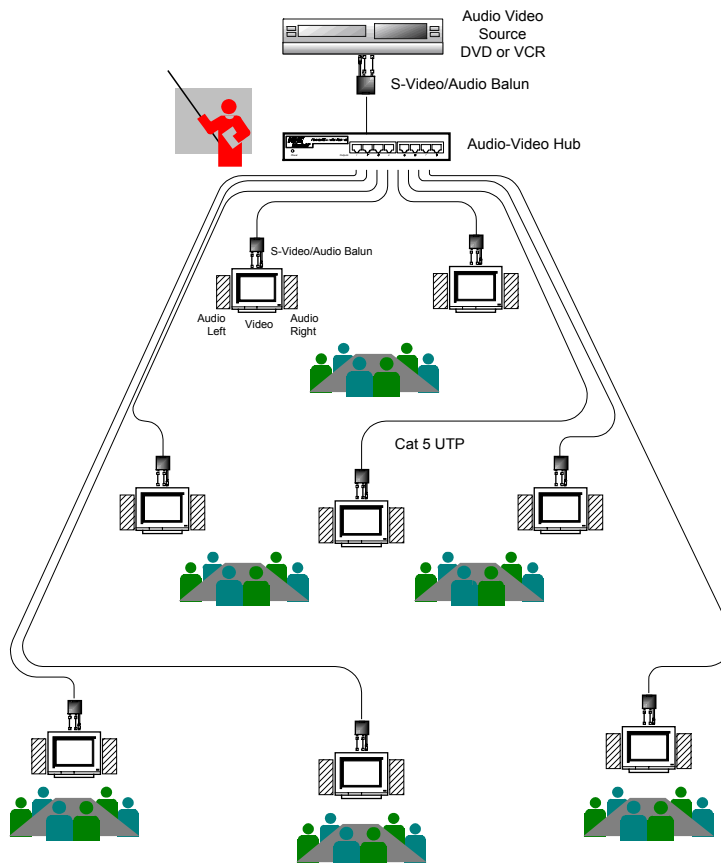 Audio Video
Source
DVD or VCR
S-Video/Audio Balun
Audio-Video Hub
S-Video/Audio Balun
Audio
Left
Video
Audio
Right
Cat 5 UTP